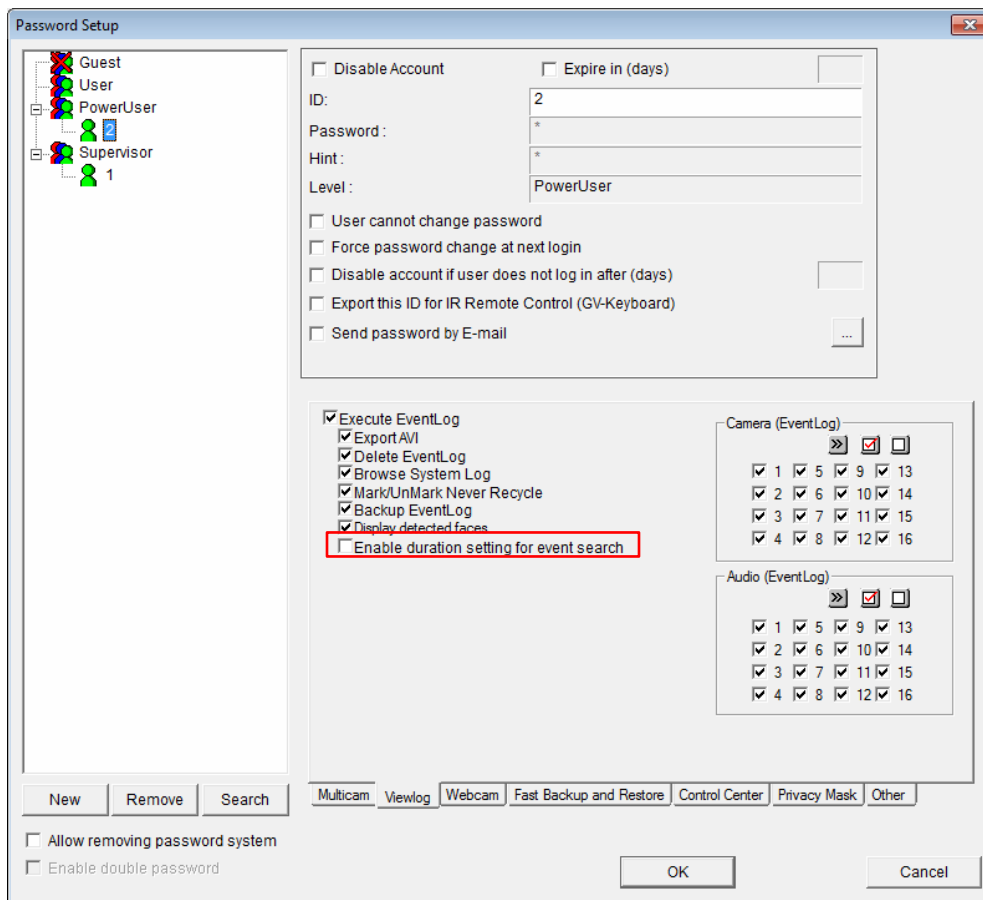 Password Setup
Guest
User
PowerUser
2
Supervisor
1
New
Remove
Search
Allow removing password system
Enable double password
Disable Account
Expire in (days)
ID:
2
Password :
*
Hint :
*
Level :
PowerUser
User cannot change password
Force password change at next login
Disable account if user does not log in after (days)
Export this ID for IR Remote Control (GV-Keyboard)
Send password by E-mail
...
Execute EventLog
Export AVI
Delete EventLog
Browse System Log
Mark/UnMark Never Recycle
Backup EventLog
Display detected faces
Enable duration setting for event search
Camera (EventLog)
1 5 9 13
2 6 10 14
3 7 11 15
4 8 12 16
Audio (EventLog)
1 5 9 13
2 6 10 14
3 7 11 15
4 8 12 16
Multicam
Viewlog
Webcam
Fast Backup and Restore
Control Center
Privacy Mask
Other
OK
Cancel